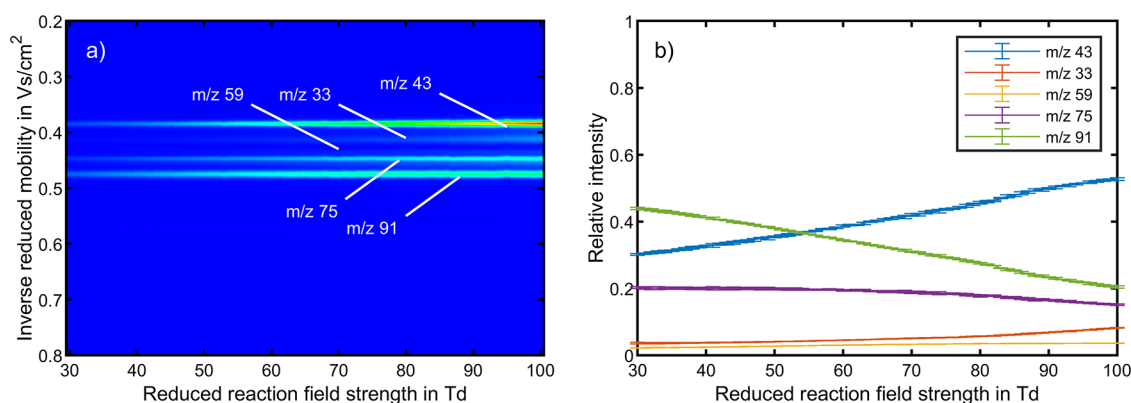 a)
m/z 59
m/z 33
m/z 43
m/z 75
m/z 91
Inverse reduced mobility in Vs/cm²
0.2
0.3
0.4
0.5
0.6
0.7
0.8
30 40 50 60 70 80 90 100
Reduced reaction field strength in Td
b)
m/z 43
m/z 33
m/z 59
m/z 75
m/z 91
Relative intensity
1
0.8
0.6
0.4
0.2
0
30 40 50 60 70 80 90 100
Reduced reaction field strength in Td